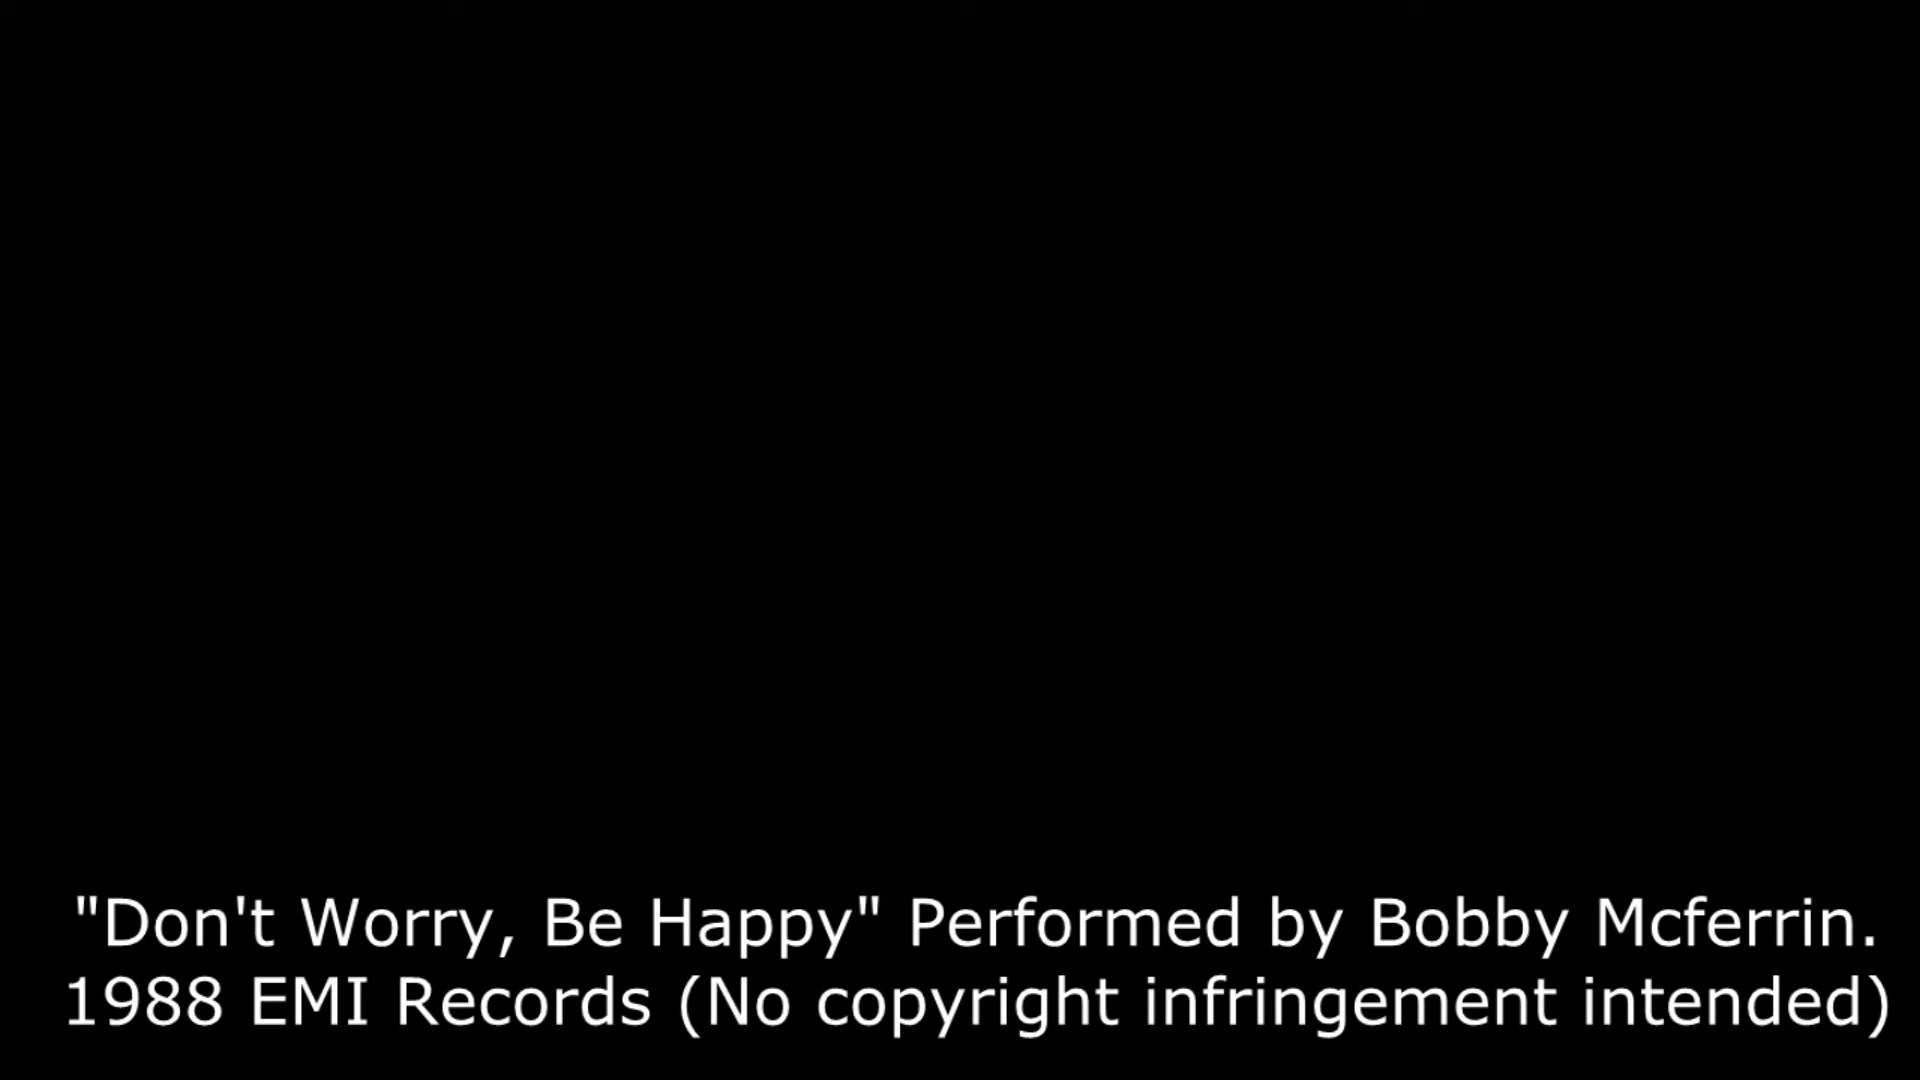 "Don't Worry, Be Happy" Performed by Bobby Mcferrin.
1988 EMI Records (No copyright infringement intended)